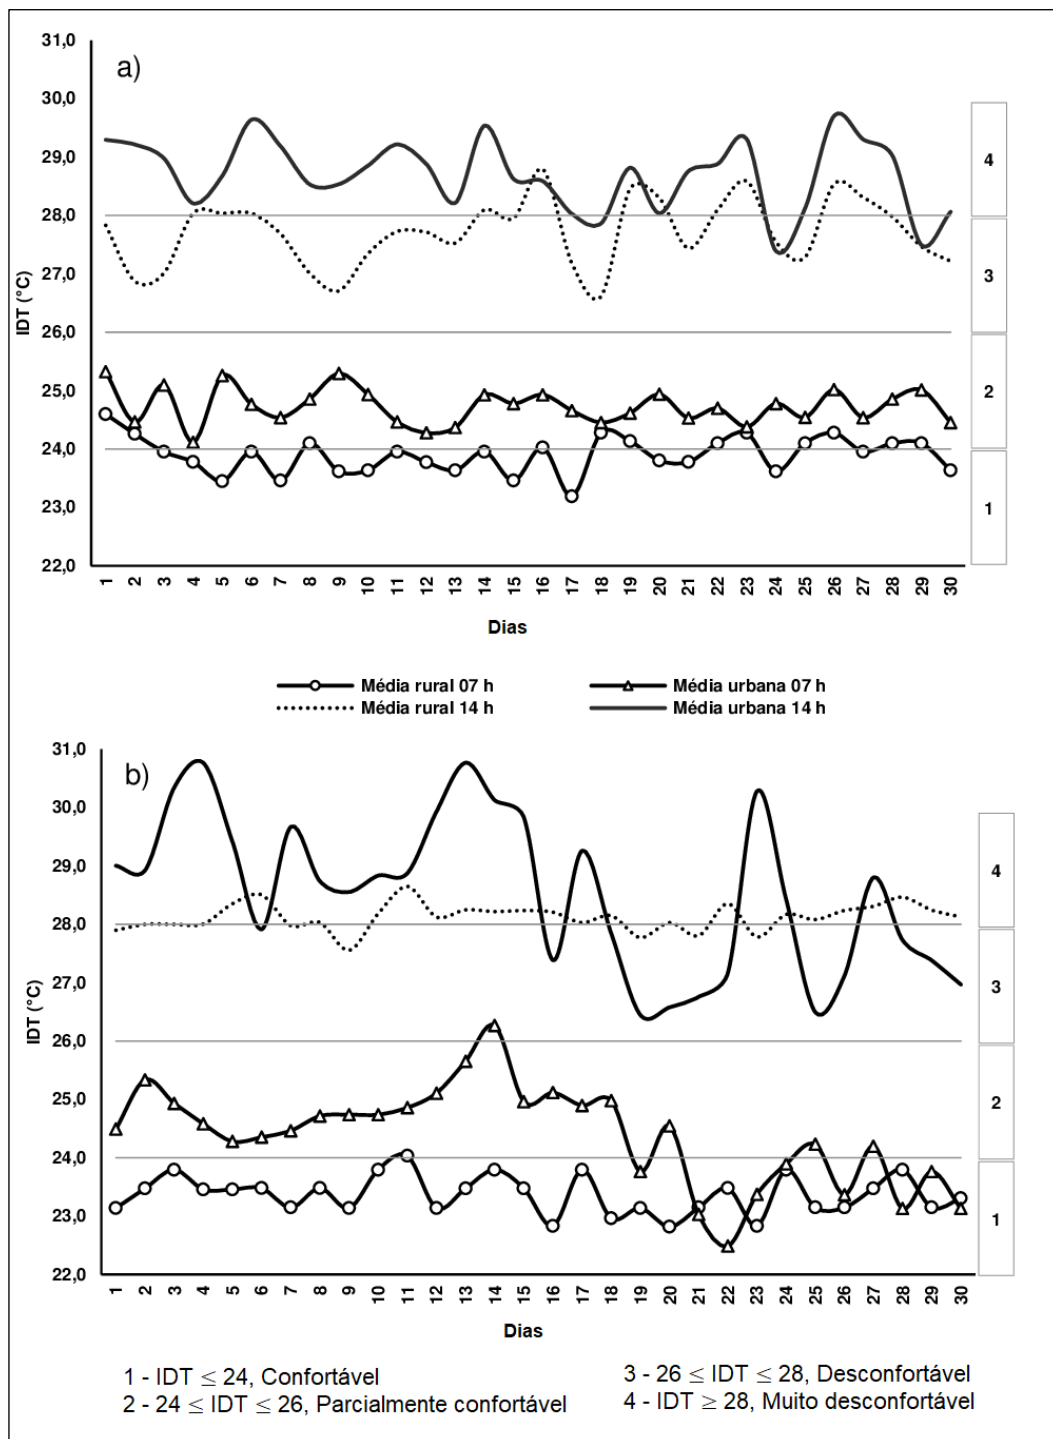 a)
31,0
30,0
29,0
28,0
27,0
26,0
25,0
24,0
23,0
22,0
IDT (°C)
4
3
2
1
1 2 3 4 5 6 7 8 9 10 11 12 13 14 15 16 17 18 19 20 21 22 23 24 25 26 27 28 29 30
Dias
Média rural 07 h Média urbana 07 h
Média rural 14 h Média urbana 14 h
b)
31,0
30,0
29,0
28,0
27,0
26,0
25,0
24,0
23,0
22,0
IDT (°C)
4
3
2
1
1 2 3 4 5 6 7 8 9 10 11 12 13 14 15 16 17 18 19 20 21 22 23 24 25 26 27 28 29 30
Dias
1 - IDT ≤ 24, Confortável 3 - 26 ≤ IDT ≤ 28, Desconfortável
2 - 24 ≤ IDT ≤ 26, Parcialmente confortável 4 - IDT ≥ 28, Muito desconfortável